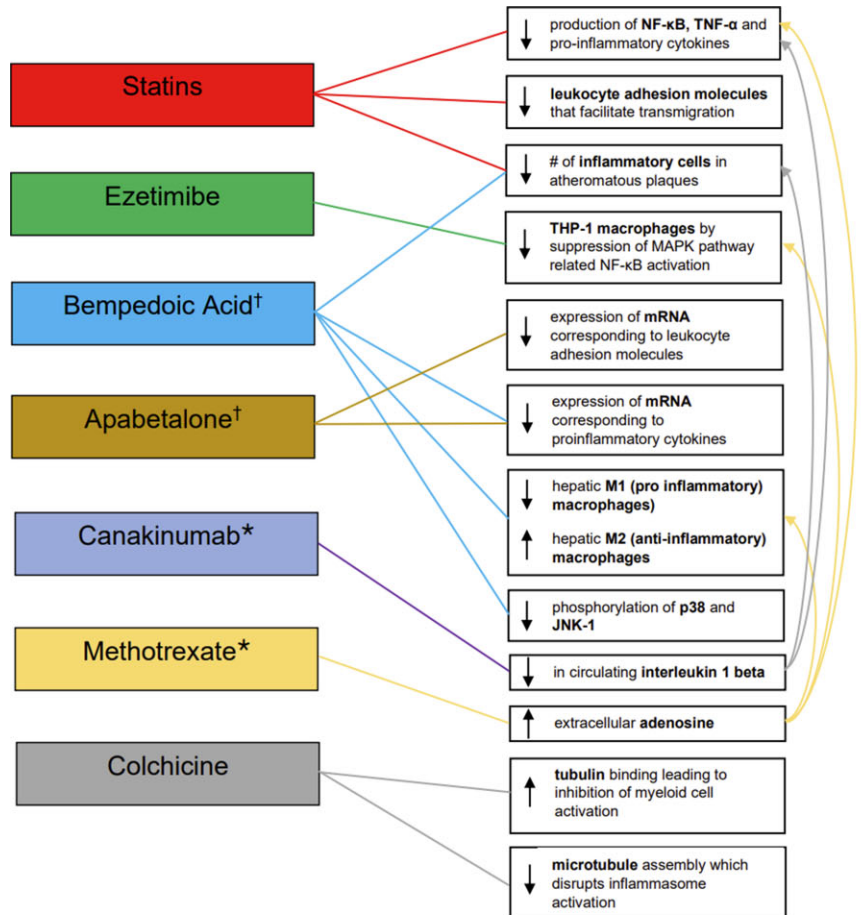 Statins
Ezetimibe
Bempedoic Acid†
Apabetalone†
Canakinumab*
Methotrexate*
Colchicine
production of NF-κB, TNF-α and
pro-inflammatory cytokines
leukocyte adhesion molecules
that facilitate transmigration
# of inflammatory cells in
atheromatous plaques
THP-1 macrophages by
suppression of MAPK pathway
related NF-κB activation
expression of mRNA
corresponding to leukocyte
adhesion molecules
expression of mRNA
corresponding to
proinflammatory cytokines
hepatic M1 (pro inflammatory)
macrophages)
hepatic M2 (anti-inflammatory)
macrophages
phosphorylation of p38 and
JNK-1
in circulating interleukin 1 beta
extracellular adenosine
tubulin binding leading to
inhibition of myeloid cell
activation
microtubule assembly which
disrupts inflammasome
activation